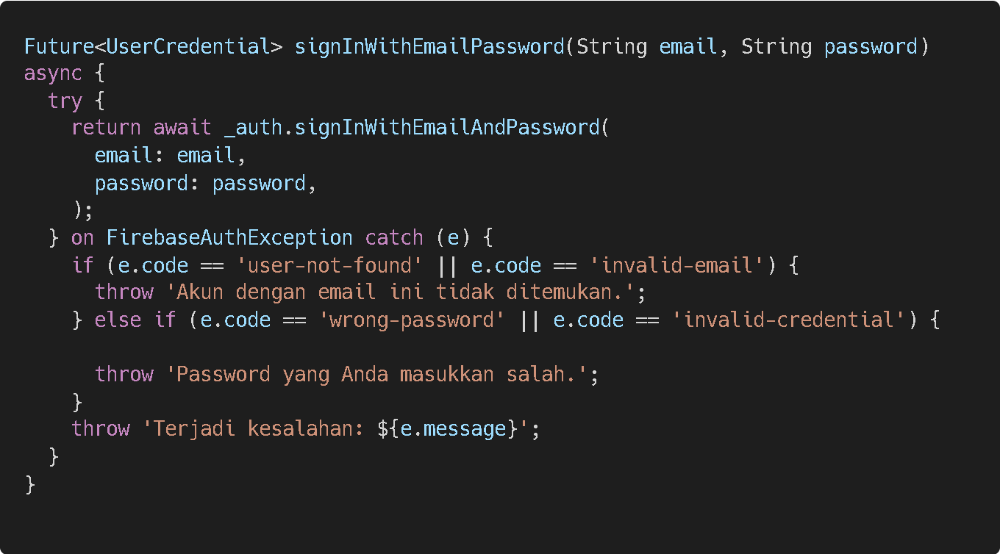 Future<UserCredential> signInWithEmailPassword(String email, String password)
async {
  try {
    return await _auth.signInWithEmailAndPassword(
      email: email,
      password: password,
    );
  } on FirebaseAuthException catch (e) {
    if (e.code == 'user-not-found' || e.code == 'invalid-email') {
      throw 'Akun dengan email ini tidak ditemukan.';
    } else if (e.code == 'wrong-password' || e.code == 'invalid-credential') {

      throw 'Password yang Anda masukkan salah.';
    }
    throw 'Terjadi kesalahan: ${e.message}';
  }
}